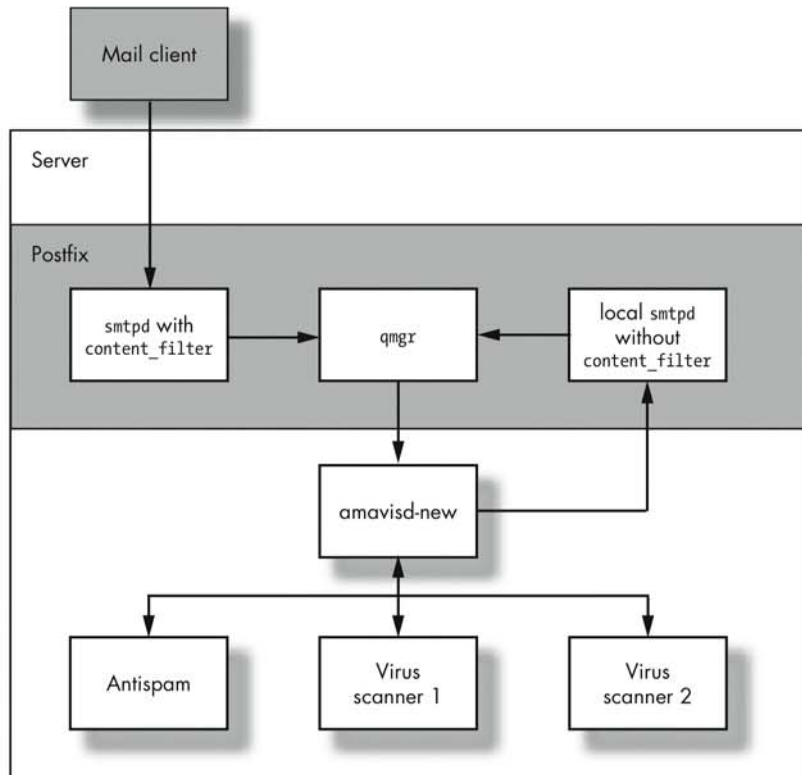 Mail client
Server
Postfix
smtpd with
content_filter
qmgr
local smtpd
without
content_filter
amavisd-new
Antispam
Virus
scanner 1
Virus
scanner 2